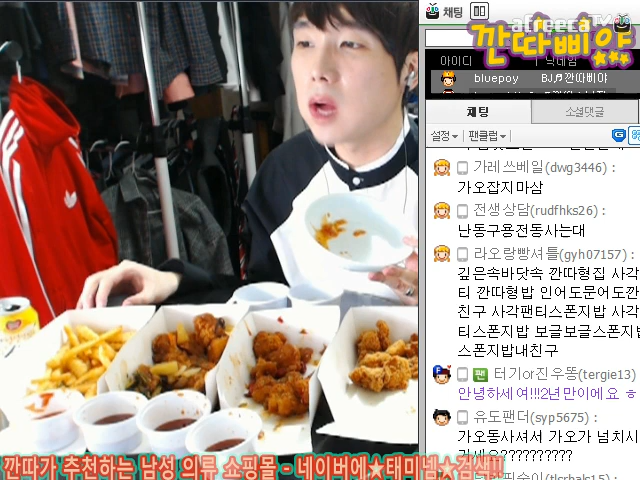 채팅
afreecaTV
깐따삐야
아이디
닉네임
bluepoy BJ♬깐따삐야
채팅 소셜댓글
설정 팬클럽
가레쓰베일(dwg3446) :
가오잡지마삼
전생상담(rudfhks26) :
난동구용전동사는대
라오랑빵셔틀(gyh07157) :
깊은속바닷속 깐따형집 사각
티 깐따형밥 인어도문어도깐
친구 사각팬티스폰지밥 사각
티스폰지밥 보글보글스폰지밥
스폰지밥내친구
팬 터기or진우똥(tergie13)
안녕하세여!!!2년만이에요 ㅎ
유도팬더(syp5675) :
가오동사셔서 가오가 넘치시
깐따가 추천하는 남성 의류 쇼핑몰 - 네이버에★태미넴★검색!!